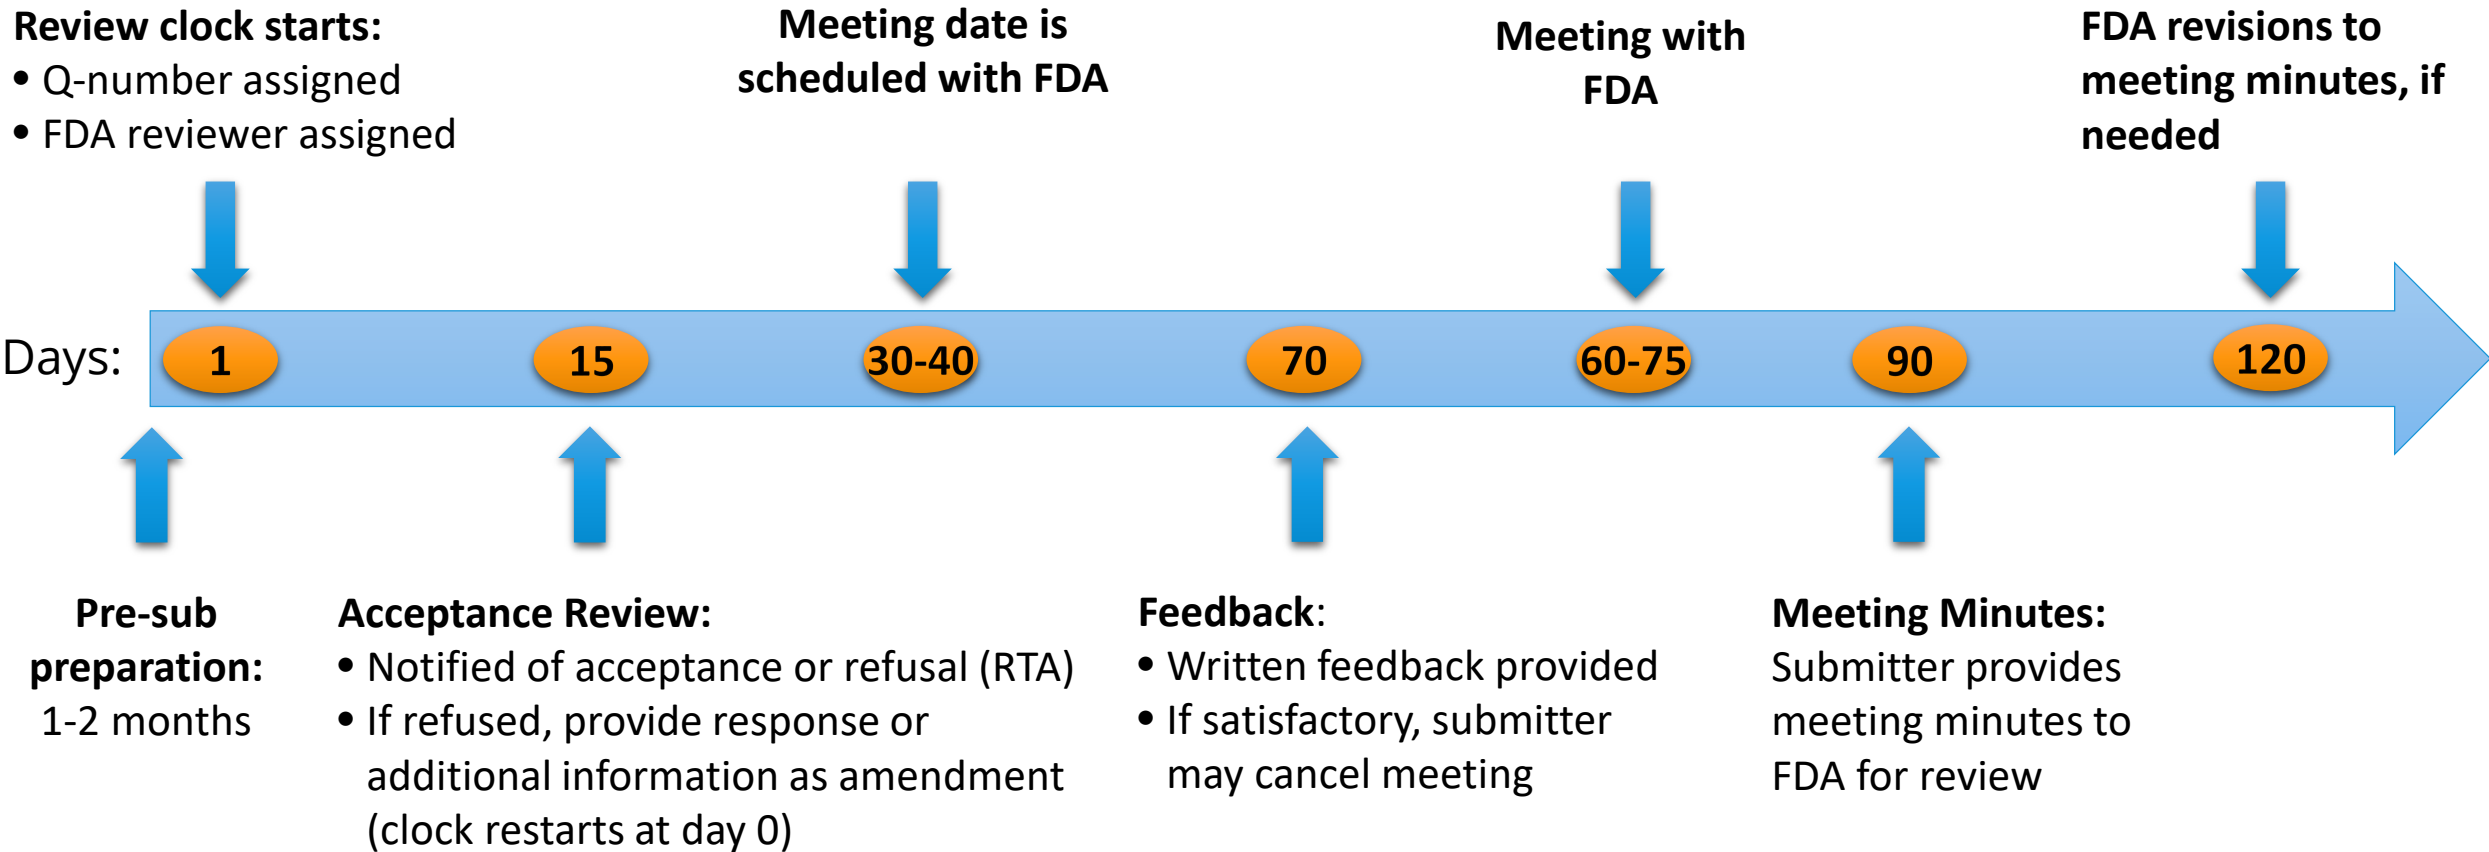 Review clock starts:
• Q-number assigned
• FDA reviewer assigned
Meeting date is
scheduled with FDA
Meeting with
FDA
FDA revisions to
meeting minutes, if
needed
Days:
1
15
30-40
70
60-75
90
120
Pre-sub
preparation:
1-2 months
Acceptance Review:
• Notified of acceptance or refusal (RTA)
• If refused, provide response or
additional information as amendment
(clock restarts at day 0)
Feedback:
• Written feedback provided
• If satisfactory, submitter
may cancel meeting
Meeting Minutes:
Submitter provides
meeting minutes to
FDA for review